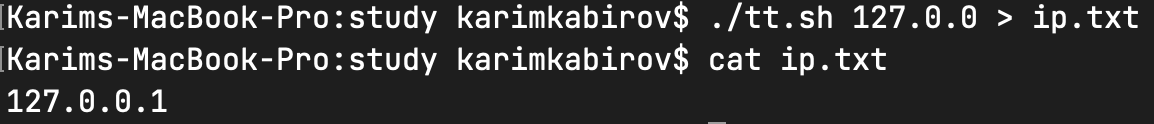 [Karims-MacBook-Pro:study karimkabirov$ ./tt.sh 127.0.0 > ip.txt
[Karims-MacBook-Pro:study karimkabirov$ cat ip.txt
127.0.0.1